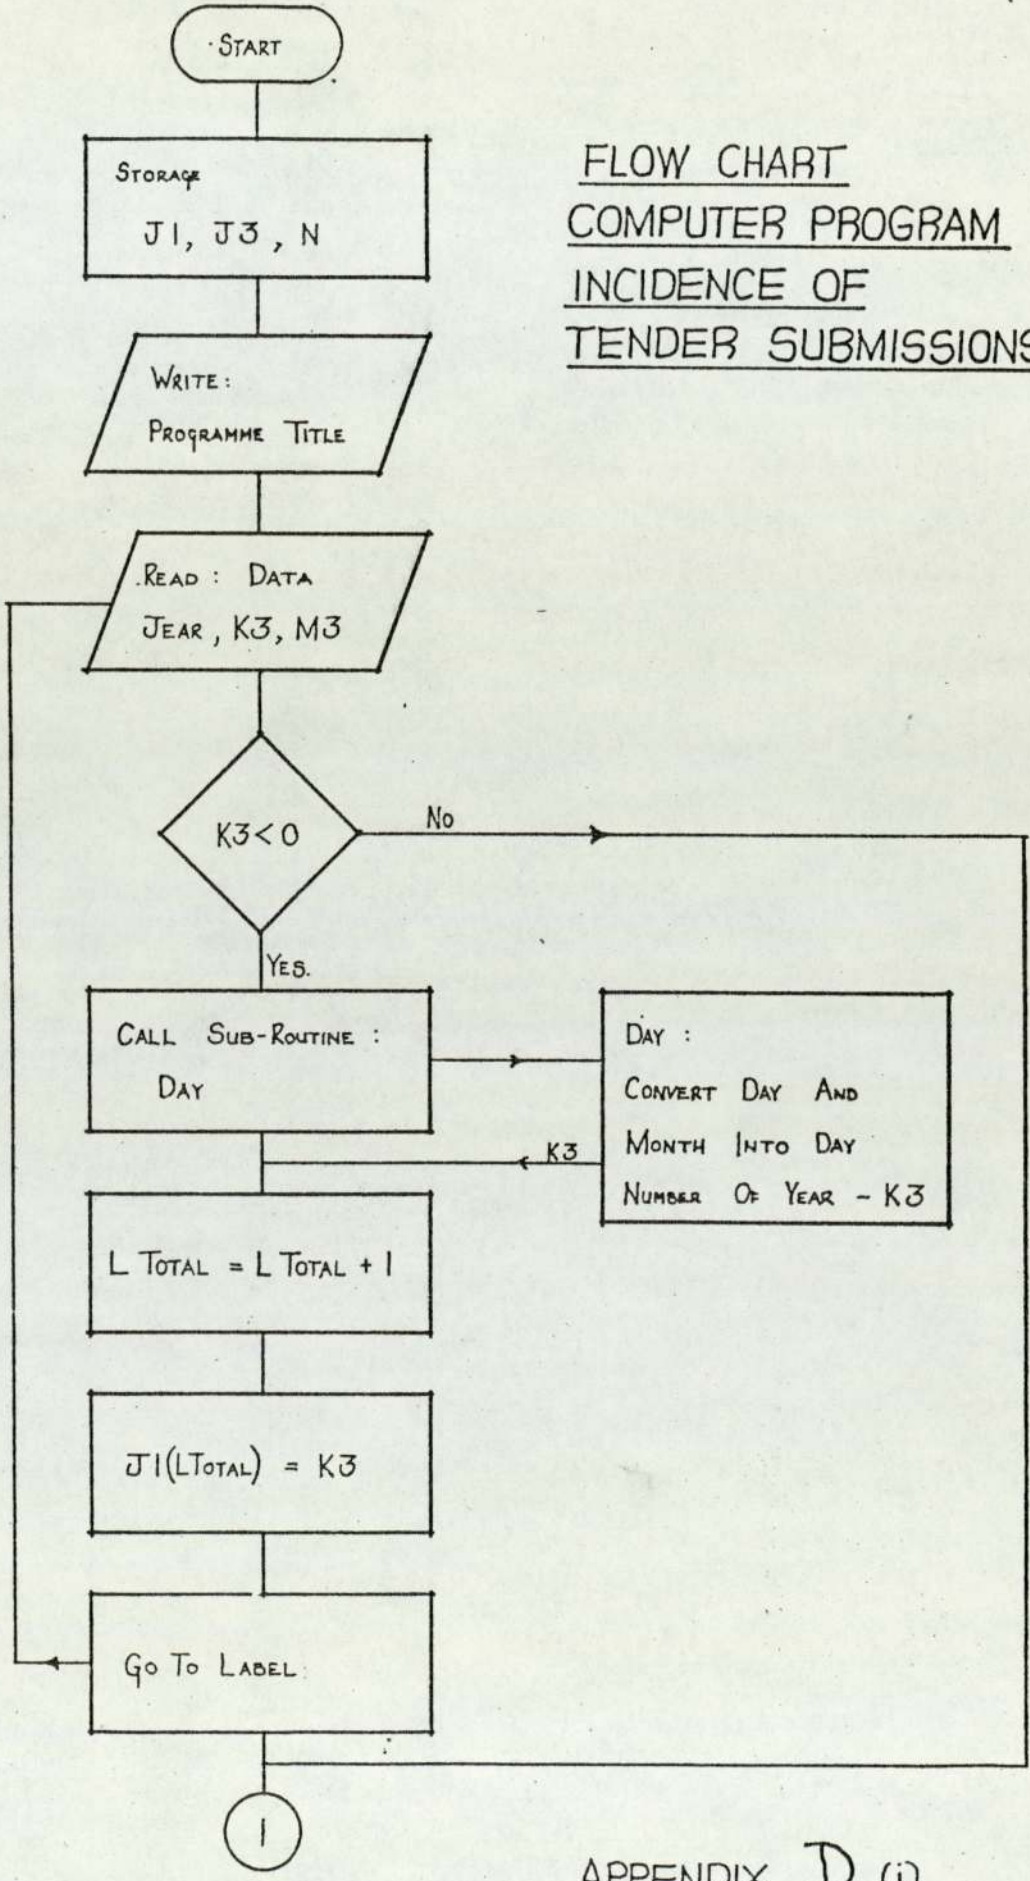 START
FLOW CHART
COMPUTER PROGRAM
INCIDENCE OF
TENDER SUBMISSIONS
STORAGE
J1, J3, N
WRITE:
PROGRAMME TITLE
READ: DATA
JEAR, K3, M3
K3<0
NO
YES.
CALL SUB-ROUTINE:
DAY
DAY:
CONVERT DAY AND
MONTH INTO DAY
NUMBER OF YEAR - K3
K3
L TOTAL = L TOTAL + 1
J1(LTOTAL) = K3
GO TO LABEL
1
APPENDIX D (i)